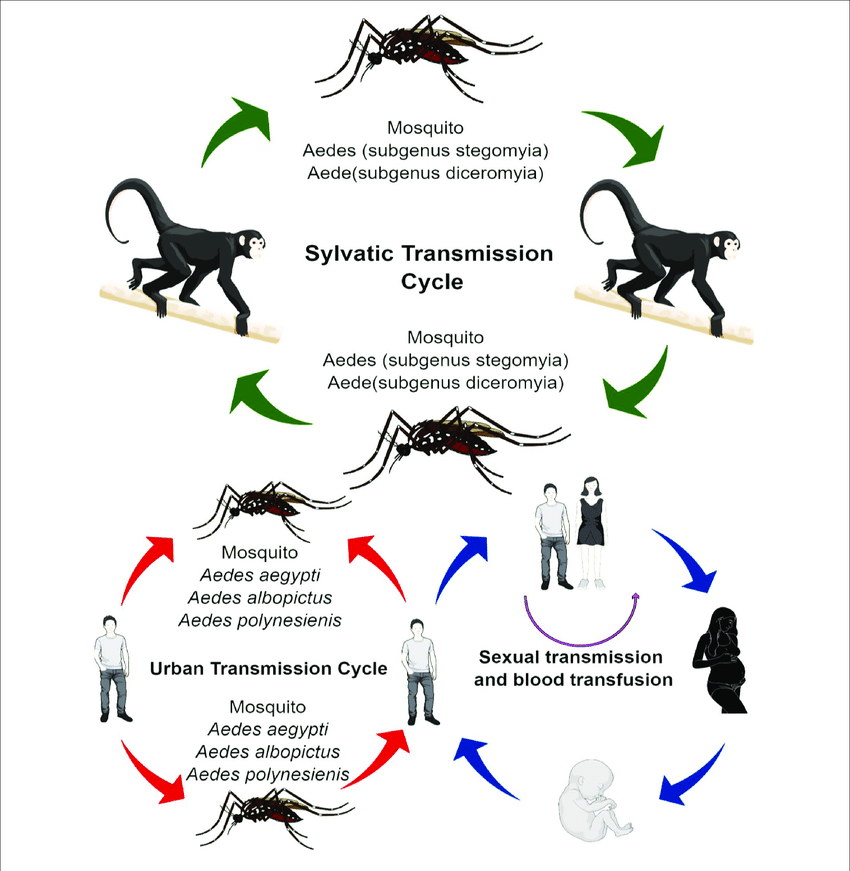 Mosquito
Aedes (subgenus stegomyia)
Aede(subgenus diceromyia)
Sylvatic Transmission
Cycle
Mosquito
Aedes (subgenus stegomyia)
Aede(subgenus diceromyia)
Mosquito
Aedes aegypti
Aedes albopictus
Aedes polynesienis
Urban Transmission Cycle
Mosquito
Aedes aegypti
Aedes albopictus
Aedes polynesienis
Sexual transmission
and blood transfusion